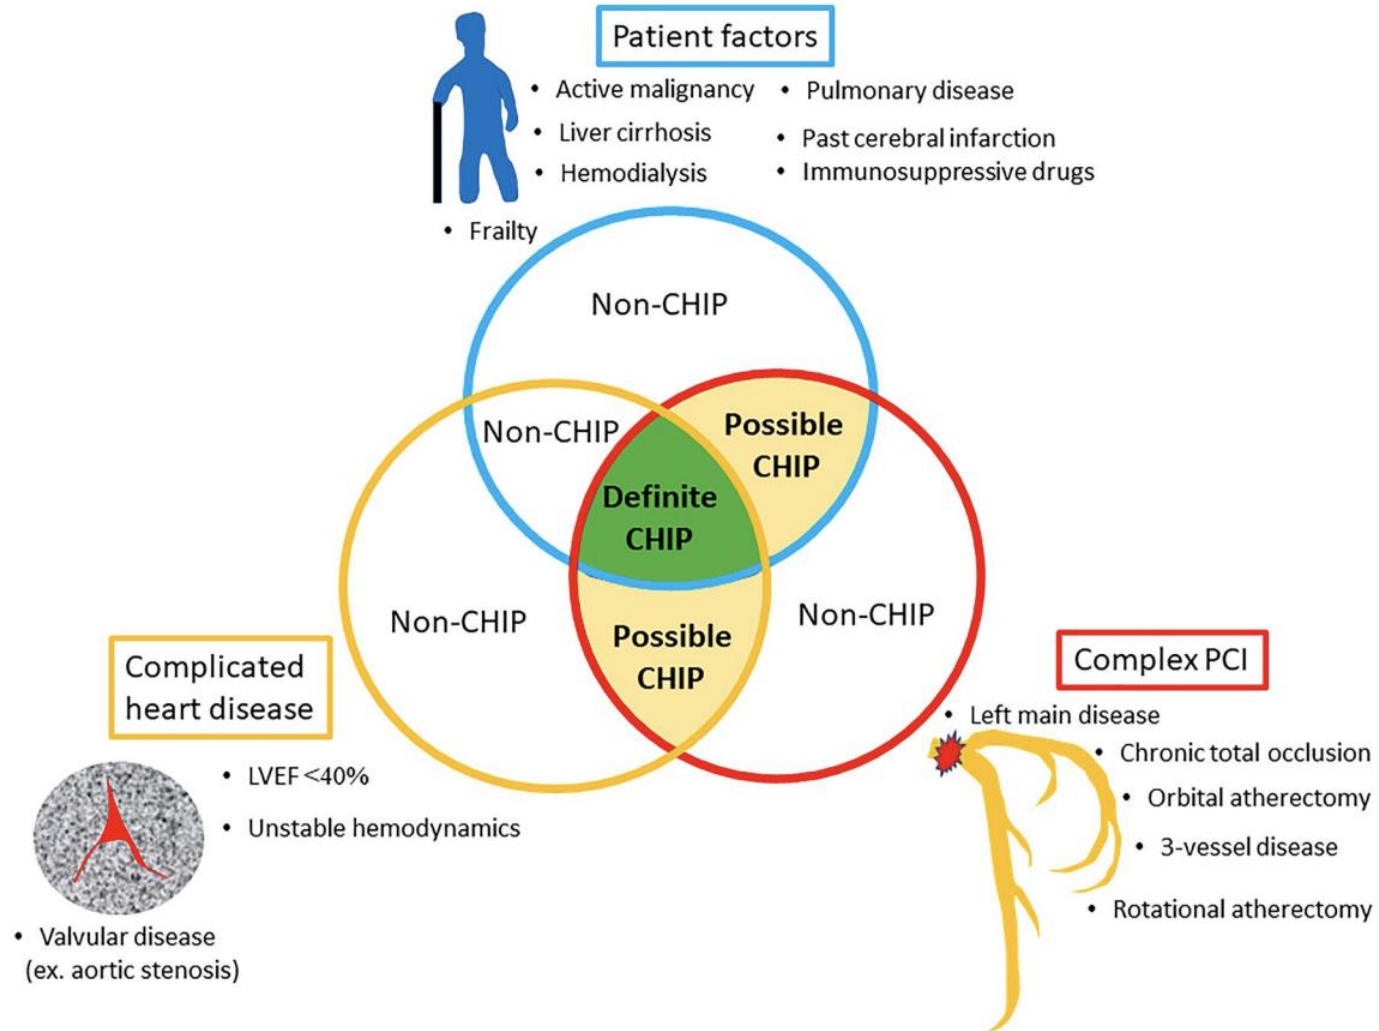 Patient factors
• Active malignancy
• Pulmonary disease
• Liver cirrhosis
• Past cerebral infarction
• Hemodialysis
• Immunosuppressive drugs
• Frailty
Non-CHIP
Non-CHIP
Possible
CHIP
Definite
CHIP
Non-CHIP
Possible
CHIP
Non-CHIP
Complicated
heart disease
• LVEF <40%
• Unstable hemodynamics
• Valvular disease
(ex. aortic stenosis)
Complex PCI
• Left main disease
• Chronic total occlusion
• Orbital atherectomy
• 3-vessel disease
• Rotational atherectomy